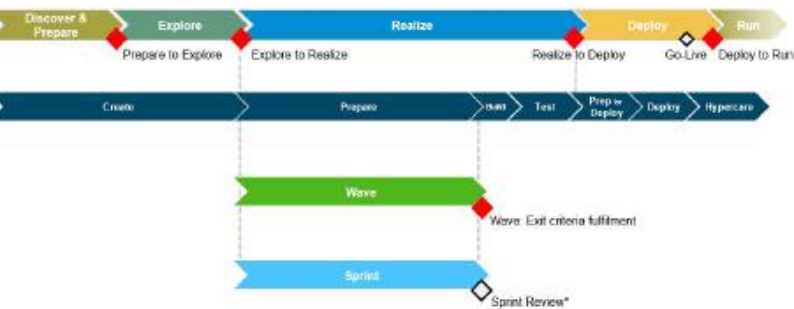 Discover &
Prepare
Explore
Realize
Deploy
Run
Prepare to Explore
Explore to Realize
Realize to Deploy
Go-Live
Deploy to Run
Create
Prepare
Build
Test
Prep to
Deploy
Deploy
Hypercare
Wave
Wave: Exit criteria fulfilment
Sprint
Sprint Review*